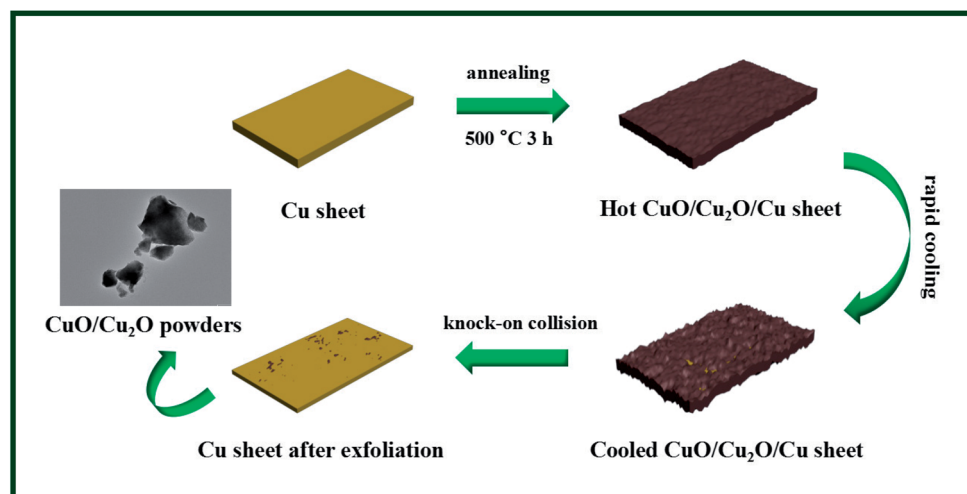 annealing
500 °C 3 h
Cu sheet
Hot CuO/Cu₂O/Cu sheet
rapid cooling
Cooled CuO/Cu₂O/Cu sheet
knock-on collision
Cu sheet after exfoliation
CuO/Cu₂O powders